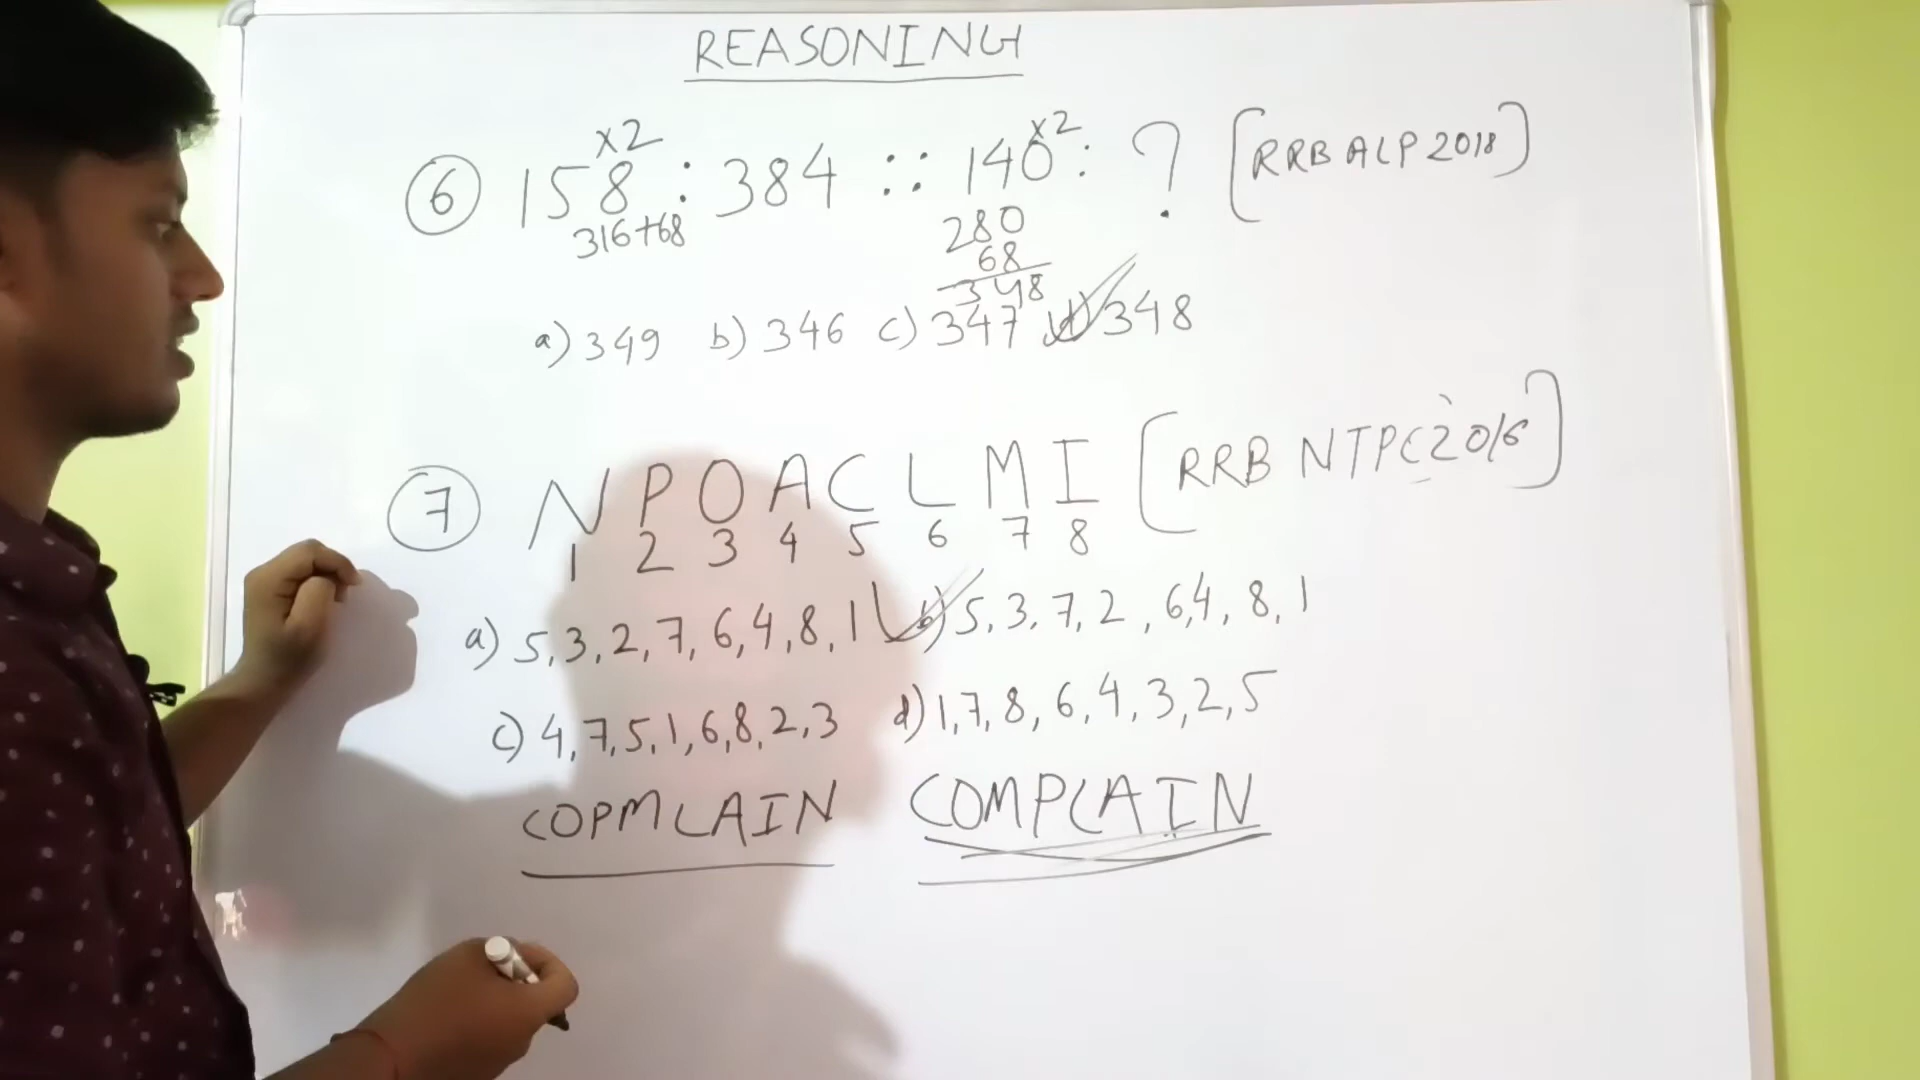 REASONING
x2 x2
6 158 : 384 :: 140 : ? [RRB ALP 2018]
316+68 280
68
348
a) 349 b) 346 c) 347 d) 348
7 N P O A C L M I [RRB NTPC 2016]
1 2 3 4 5 6 7 8
a) 5, 3, 2, 7, 6, 4, 8, 1 b) 5, 3, 7, 2, 6, 4, 8, 1
c) 4, 7, 5, 1, 6, 8, 2, 3 d) 1, 7, 8, 6, 4, 3, 2, 5
COPMLAIN COMPLAIN